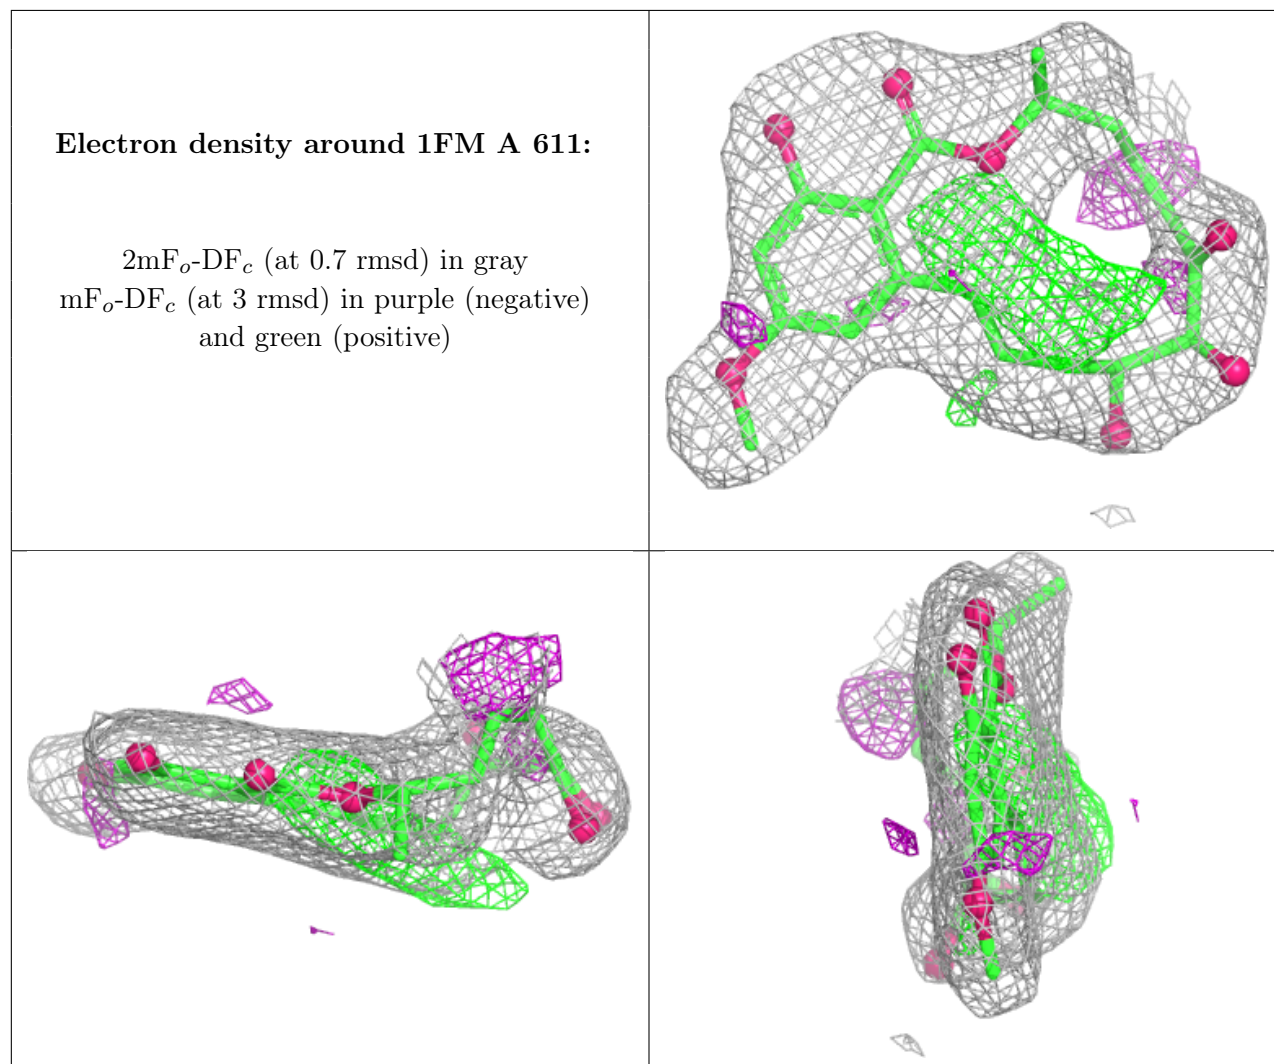 Electron density around 1FM A 611:
2mFo-DFc (at 0.7 rmsd) in gray
mFo-DFc (at 3 rmsd) in purple (negative)
and green (positive)